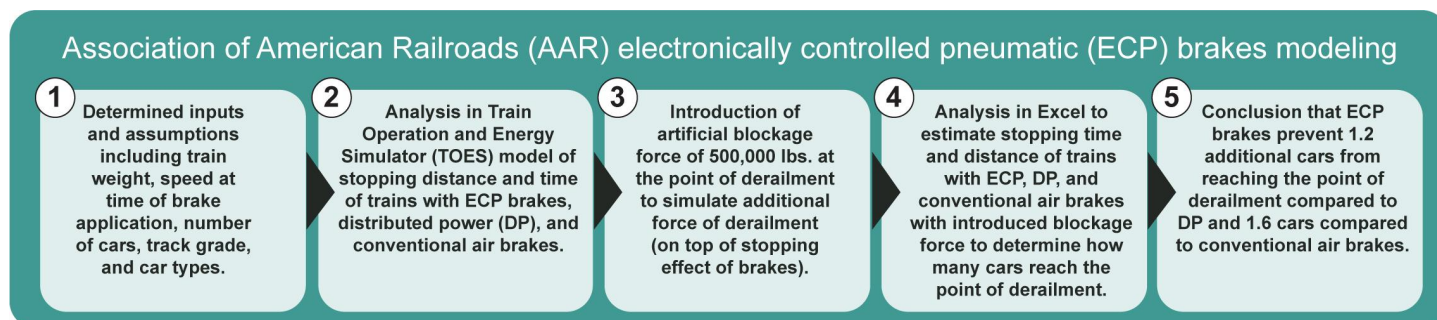 Association of American Railroads (AAR) electronically controlled pneumatic (ECP) brakes modeling
1
Determined inputs
and assumptions
including train
weight, speed at
time of brake
application, number
of cars, track grade,
and car types.
2
Analysis in Train
Operation and Energy
Simulator (TOES) model of
stopping distance and time
of trains with ECP brakes,
distributed power (DP), and
conventional air brakes.
3
Introduction of
artificial blockage
force of 500,000 lbs. at
the point of derailment
to simulate additional
force of derailment
(on top of stopping
effect of brakes).
4
Analysis in Excel to
estimate stopping time
and distance of trains
with ECP, DP, and
conventional air brakes
with introduced blockage
force to determine how
many cars reach the
point of derailment.
5
Conclusion that ECP
brakes prevent 1.2
additional cars from
reaching the point of
derailment compared to
DP and 1.6 cars compared
to conventional air brakes.